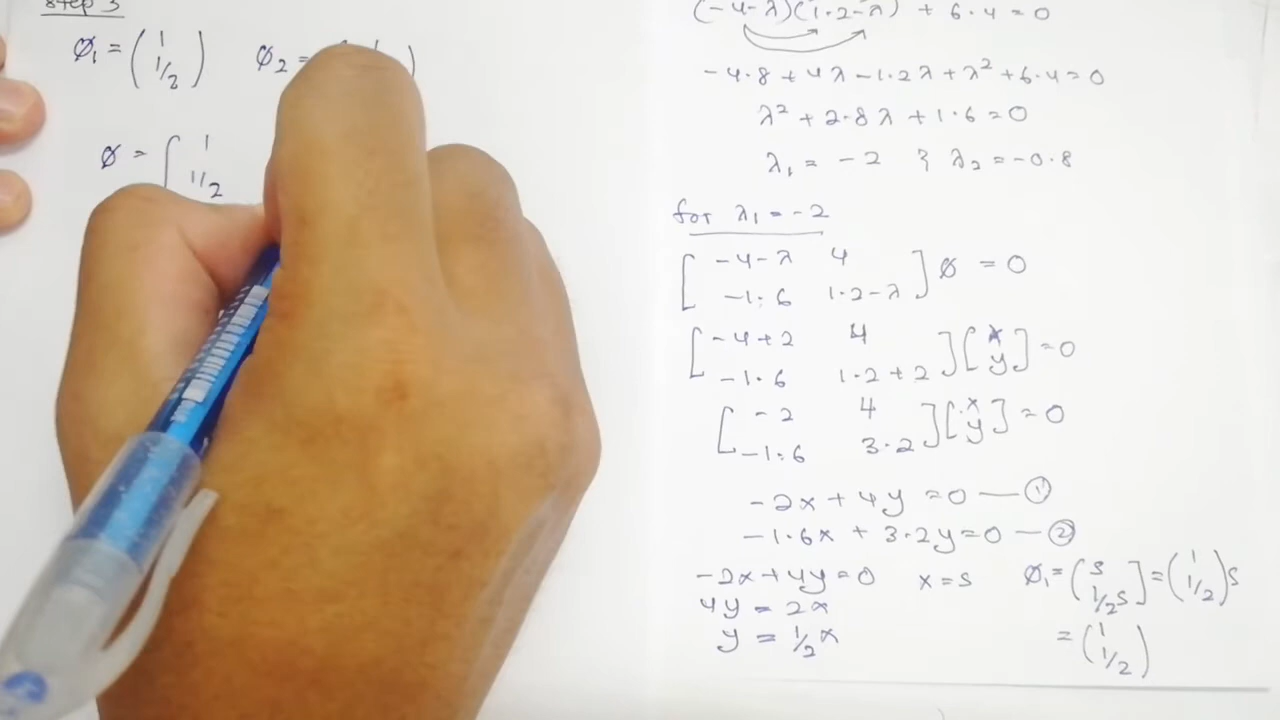 Step 3
ϕ₁ = (1 1/2) ϕ₂ =
ϕ = [1 1/2
(-4-λ)(1.2-λ) + 6.4 = 0
-4.8 + 4λ - 1.2λ + λ² + 6.4 = 0
λ² + 2.8λ + 1.6 = 0
λ₁ = -2 } λ₂ = -0.8
for λ₁ = -2
[-4-λ 4
-1.6 1.2-λ] ϕ = 0
[-4+2 4
-1.6 1.2+2][x y] = 0
[-2 4
-1.6 3.2][x y] = 0
-2x + 4y = 0 — ①
-1.6x + 3.2y = 0 — ②
-2x + 4y = 0 x = s ϕ₁ = (s 1/2s] = (1 1/2)s
4y = 2x
y = 1/2x = (1 1/2)